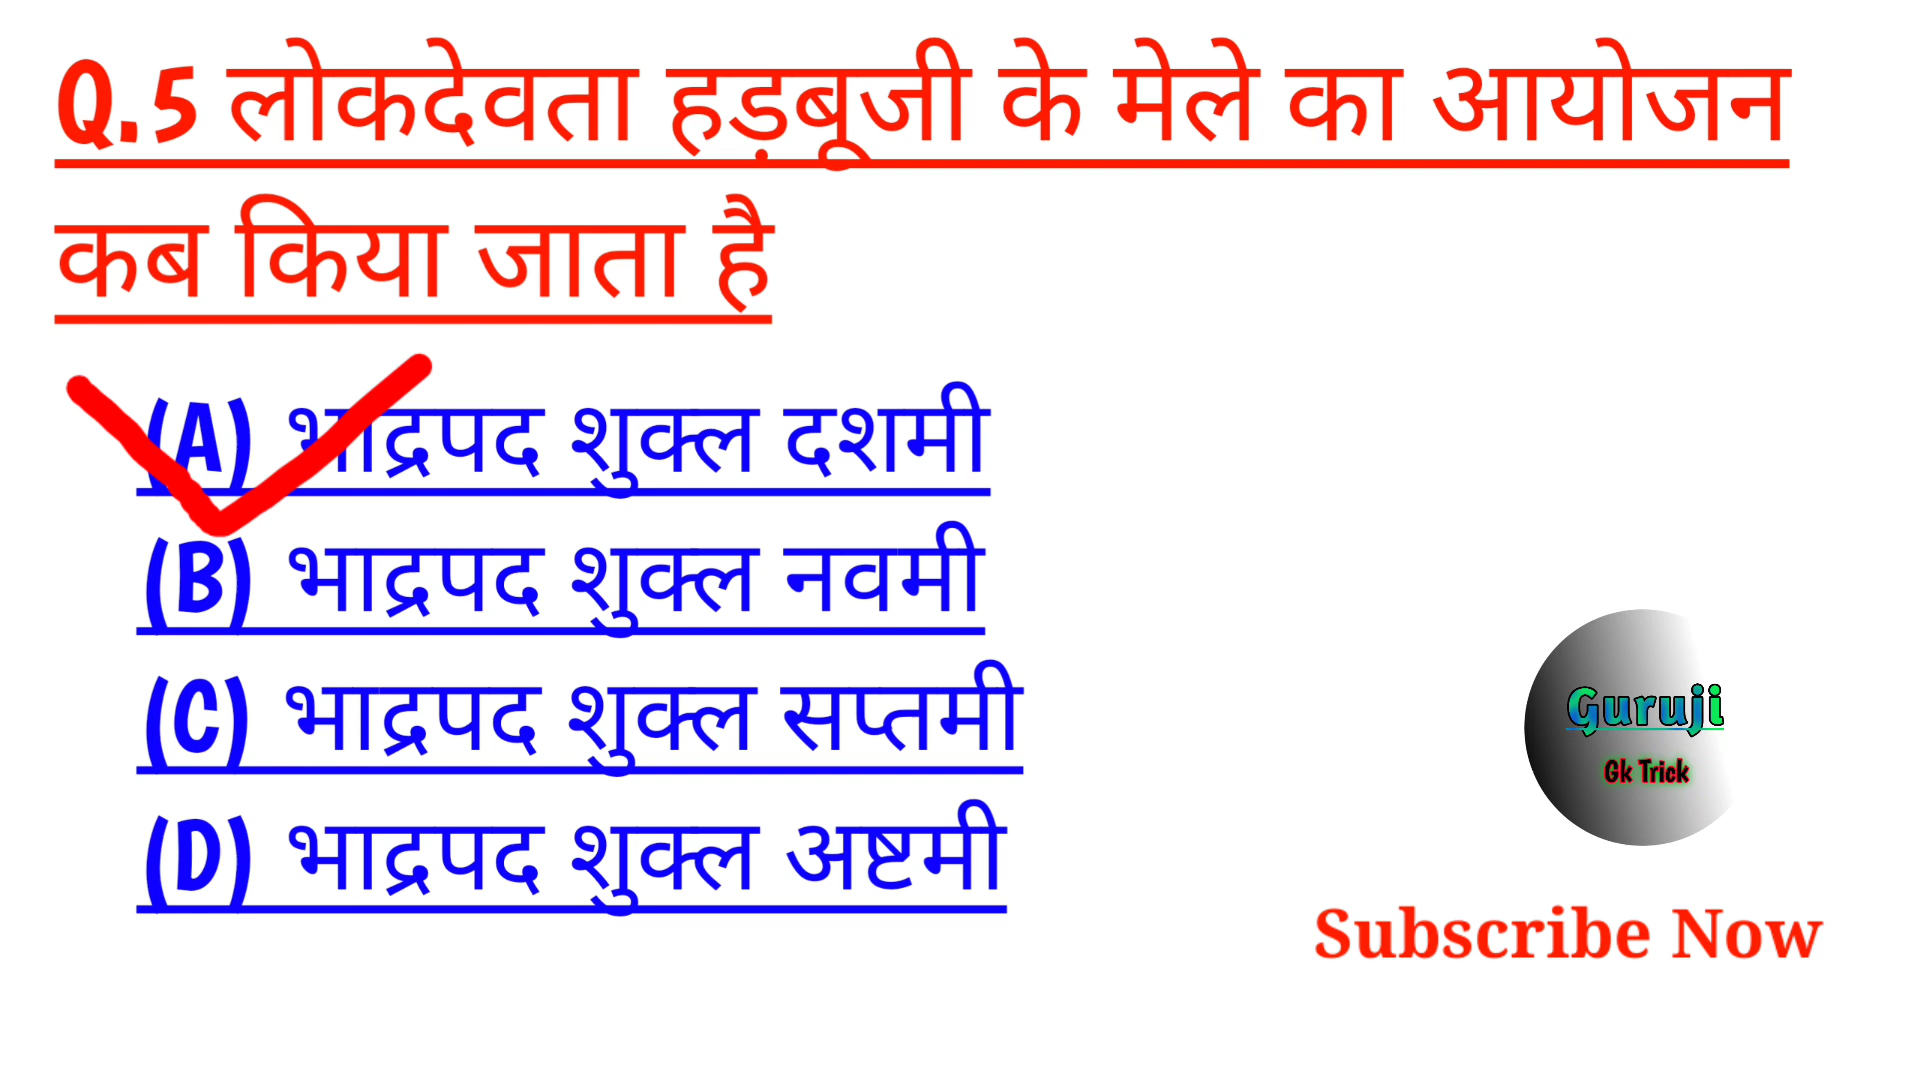 Q.5 लोकदेवता हड़बूजी के मेले का आयोजन
कब किया जाता है
(A) भाद्रपद शुक्ल दशमी
(B) भाद्रपद शुक्ल नवमी
(C) भाद्रपद शुक्ल सप्तमी
(D) भाद्रपद शुक्ल अष्टमी
Guruji
Gk Trick
Subscribe Now